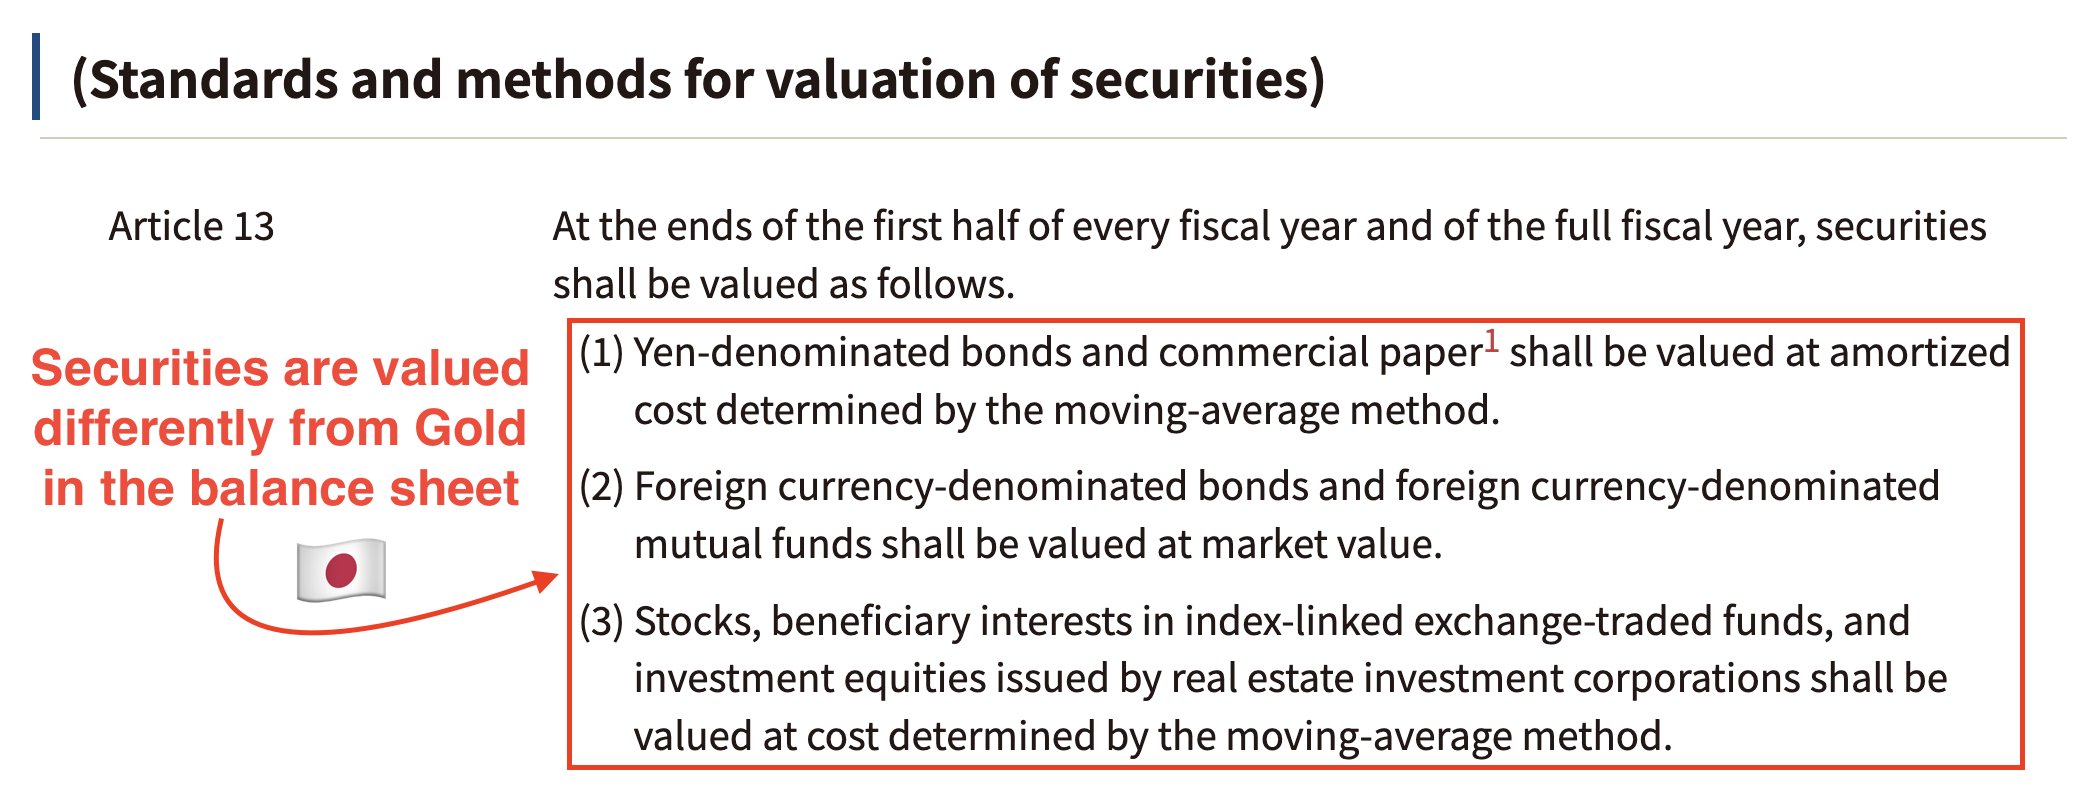 (Standards and methods for valuation of securities)
Article 13
At the ends of the first half of every fiscal year and of the full fiscal year, securities
shall be valued as follows.
Securities are valued
differently from Gold
in the balance sheet
(1) Yen-denominated bonds and commercial paper1 shall be valued at amortized
cost determined by the moving-average method.
(2) Foreign currency-denominated bonds and foreign currency-denominated
mutual funds shall be valued at market value.
(3) Stocks, beneficiary interests in index-linked exchange-traded funds, and
investment equities issued by real estate investment corporations shall be
valued at cost determined by the moving-average method.